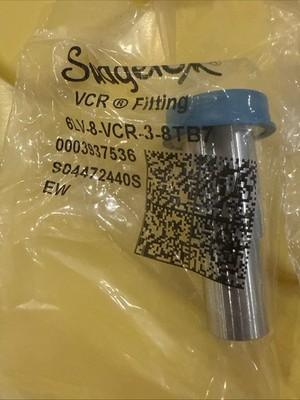 Swagelok
VCR ® Fitting
6LV-8-VCR-3-8TB7
0003937536
S04472440S
EW